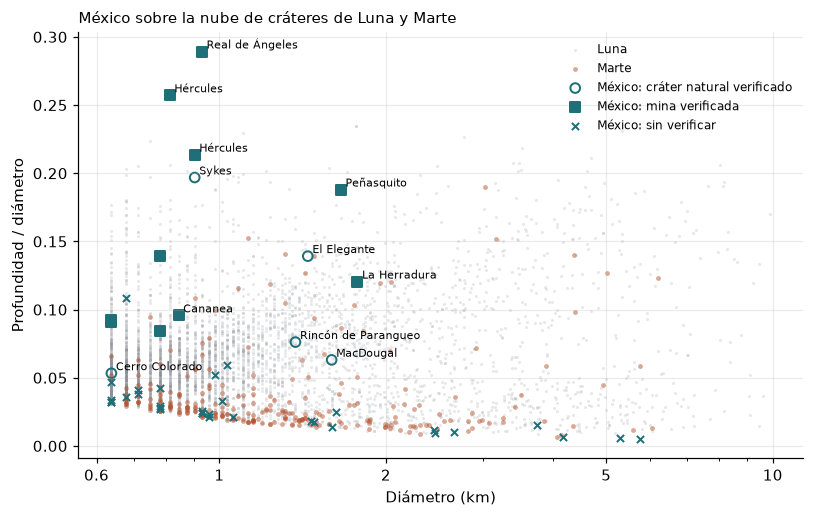 México sobre la nube de cráteres de Luna y Marte
Profundidad / diámetro
0.30
0.25
0.20
0.15
0.10
0.05
0.00
Real de Ángeles
Hércules
Hércules
Sykes
Peñasquito
El Elegante
La Herradura
Cananea
Rincón de Parangueo
MacDougal
Cerro Colorado
Luna
Marte
México: cráter natural verificado
México: mina verificada
México: sin verificar
0.6
1
2
5
10
Diámetro (km)